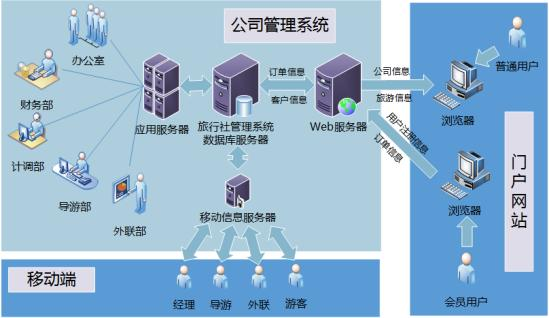 公司管理系统
办公室
财务部
计调部
导游部
外联部
应用服务器
旅行社管理系统
数据库服务器
订单信息
客户信息
Web服务器
移动信息服务器
公司信息
旅游信息
用户注册信息
订单信息
普通用户
浏览器
浏览器
会员用户
门户网站
移动端
经理
导游
外联
游客